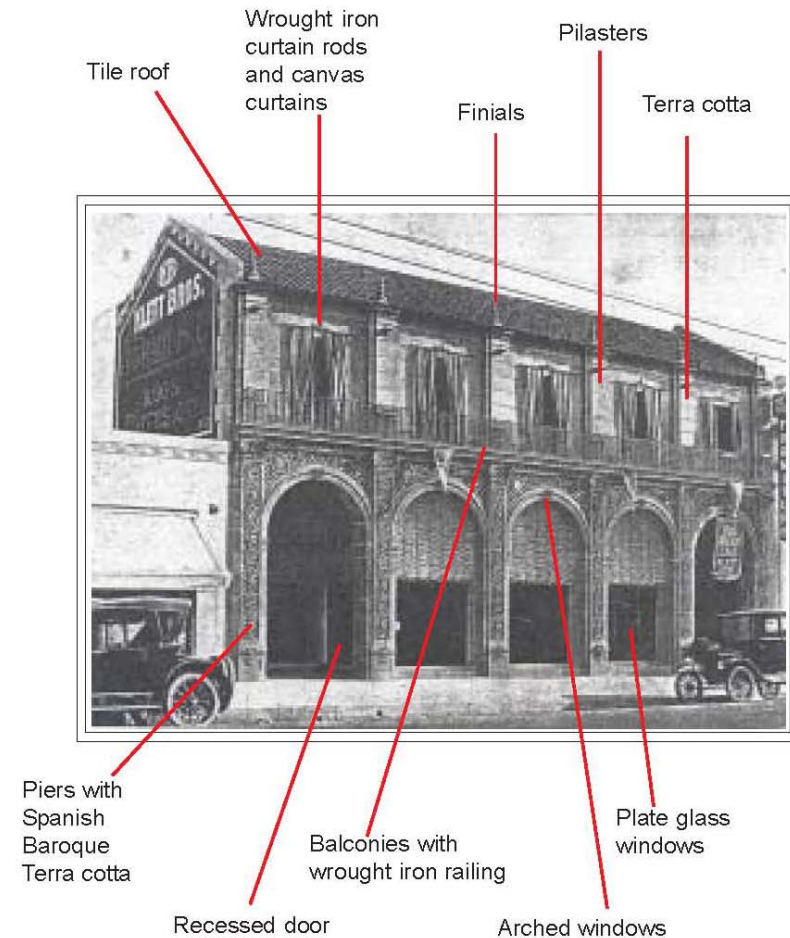 Wrought iron
curtain rods
and canvas
curtains
Pilasters
Tile roof
Finials
Terra cotta
BROS.
Piers with
Spanish
Baroque
Terra cotta
Balconies with
wrought iron railing
Plate glass
windows
Recessed door
Arched windows